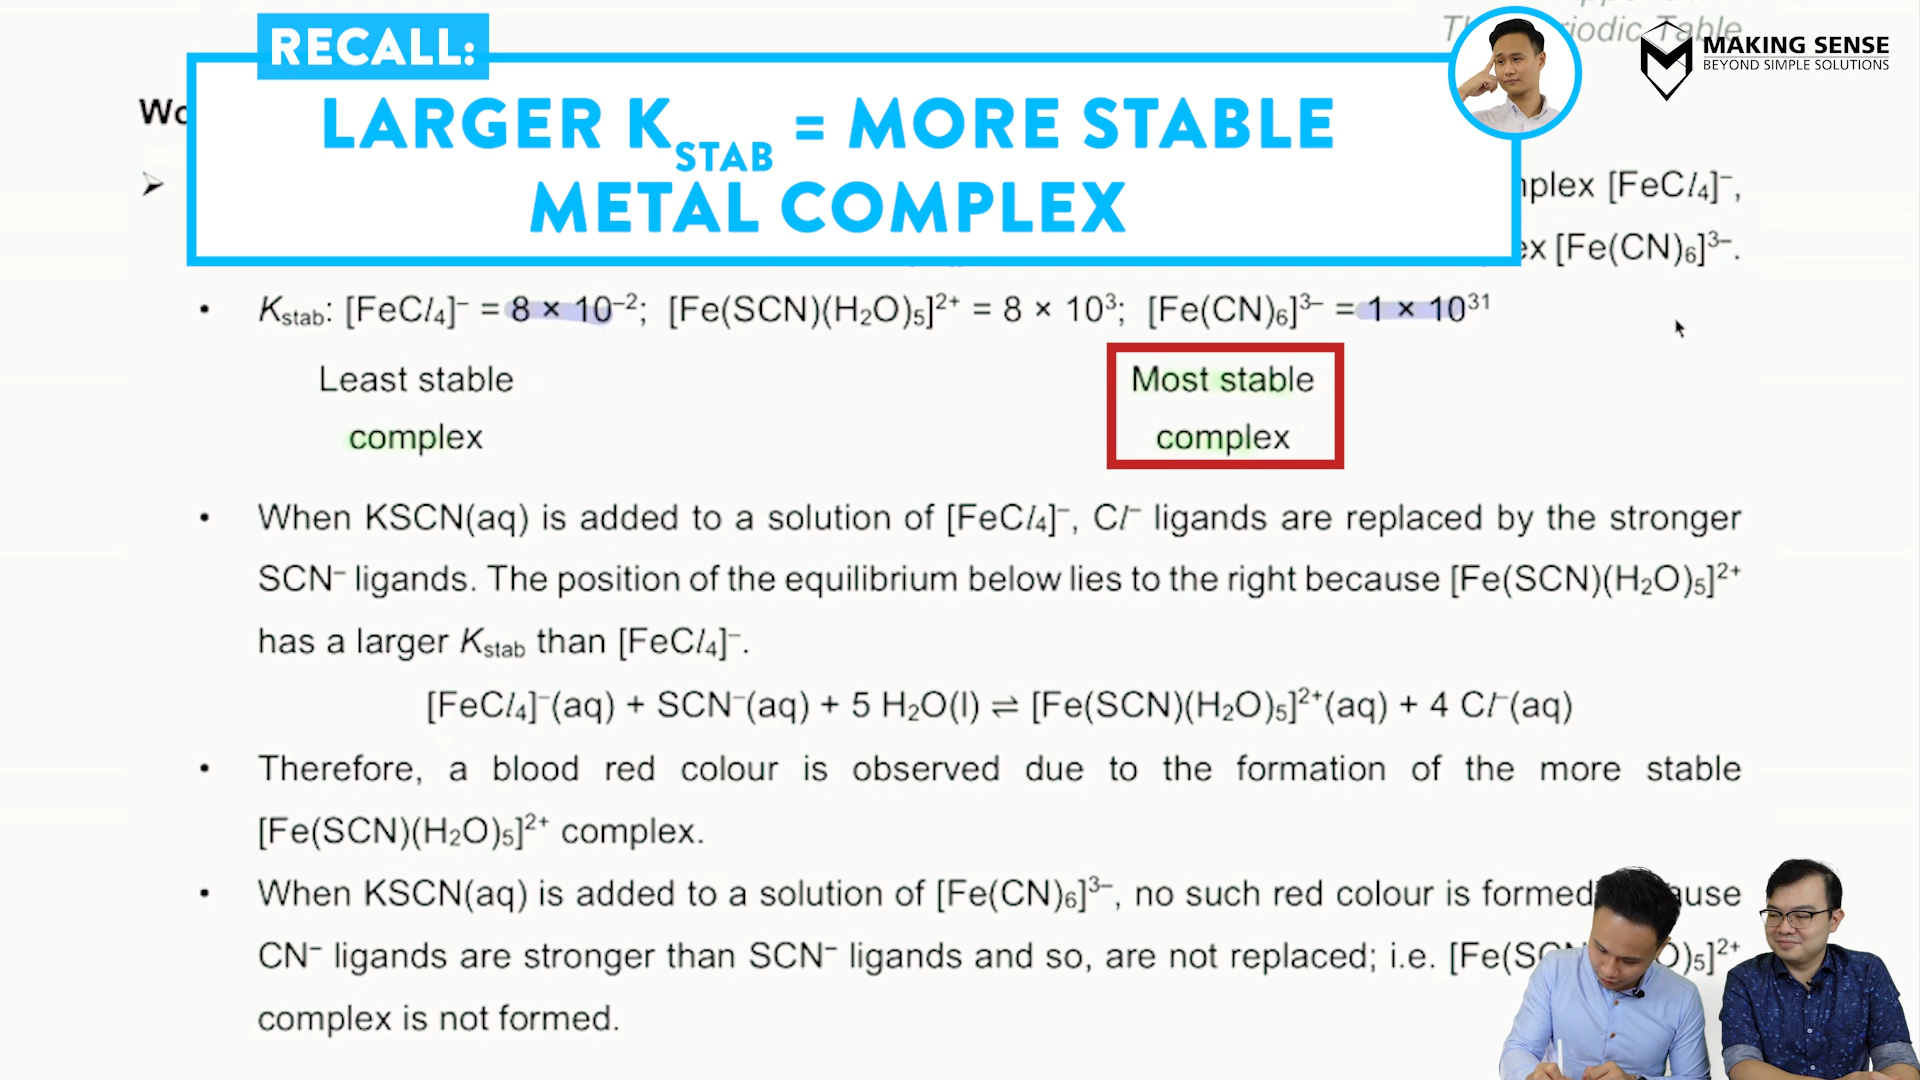 RECALL:
LARGER K STAB = MORE STABLE
METAL COMPLEX
MAKING SENSE
BEYOND SIMPLE SOLUTIONS
Table
[FeCl₄]⁻,
[Fe(CN)₆]³⁻.
• Kstab: [FeCl₄]⁻ = 8 × 10⁻²; [Fe(SCN)(H₂O)₅]²⁺ = 8 × 10³; [Fe(CN)₆]³⁻ = 1 × 10³¹
Least stable
complex
Most stable
complex
• When KSCN(aq) is added to a solution of [FeCl₄]⁻, Cl⁻ ligands are replaced by the stronger
SCN⁻ ligands. The position of the equilibrium below lies to the right because [Fe(SCN)(H₂O)₅]²⁺
has a larger Kstab than [FeCl₄]⁻.
[FeCl₄]⁻(aq) + SCN⁻(aq) + 5 H₂O(l) ⇌ [Fe(SCN)(H₂O)₅]²⁺(aq) + 4 Cl⁻(aq)
• Therefore, a blood red colour is observed due to the formation of the more stable
[Fe(SCN)(H₂O)₅]²⁺ complex.
• When KSCN(aq) is added to a solution of [Fe(CN)₆]³⁻, no such red colour is formed
CN⁻ ligands are stronger than SCN⁻ ligands and so, are not replaced; i.e.
complex is not formed.